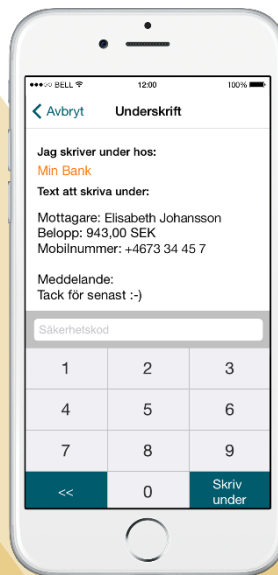 BELL 12:00 100%
Avbryt Underskrift
Jag skriver under hos:
Min Bank
Text att skriva under:
Mottagare: Elisabeth Johansson
Belopp: 943,00 SEK
Mobilnummer: +4673 34 45 7
Meddelande:
Tack för senast :-)
Säkerhetskod
1 2 3
4 5 6
7 8 9
<< 0 Skriv
under